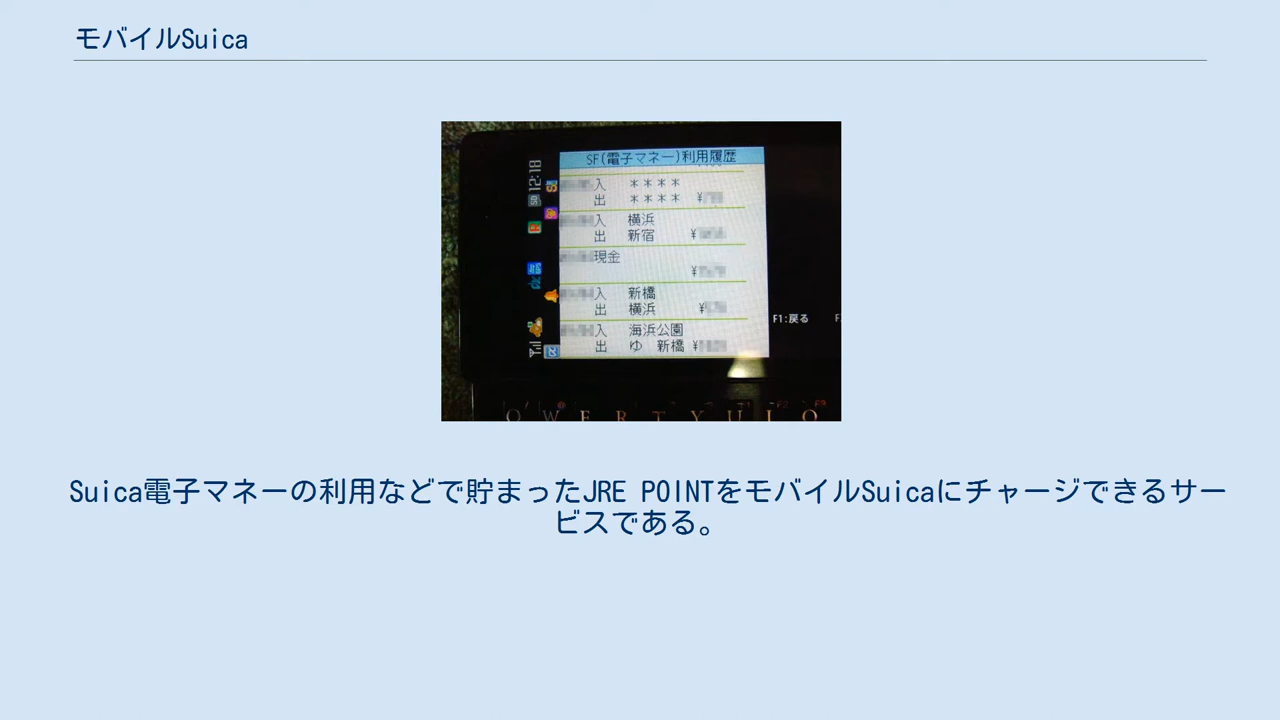 モバイルSuica
12:18
SF(電子マネー)利用履歴
入 ＊＊＊＊
出 ＊＊＊＊ ¥
入 横浜
出 新宿 ¥
現金
¥
入 新橋
出 横浜 ¥
入 海浜公園
出 ゆ 新橋 ¥
F1:戻る
Q W E R T Y U I O
Suica電子マネーの利用などで貯まったJRE POINTをモバイルSuicaにチャージできるサー
ビスである。